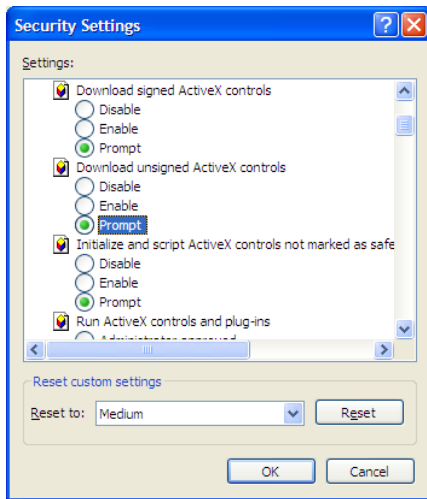 Security Settings
Settings:
Download signed ActiveX controls
Disable
Enable
Prompt
Download unsigned ActiveX controls
Disable
Enable
Prompt
Initialize and script ActiveX controls not marked as safe
Disable
Enable
Prompt
Run ActiveX controls and plug-ins
Administrator approved
Reset custom settings
Reset to: Medium Reset
OK Cancel